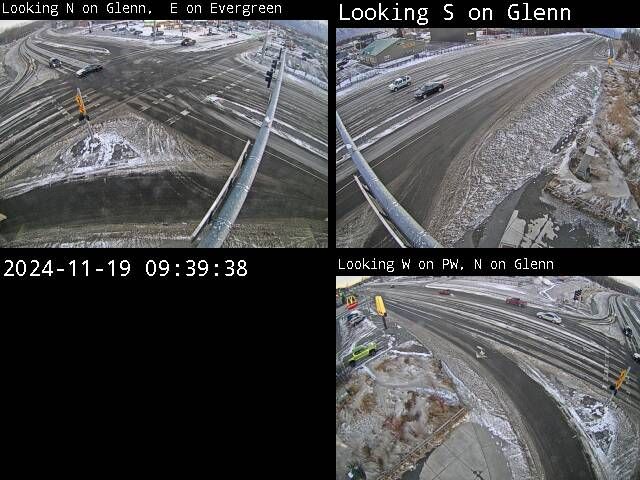 Looking N on Glenn,  E on Evergreen
Looking S on Glenn
2024-11-19 09:39:38
Looking W on PW, N on Glenn